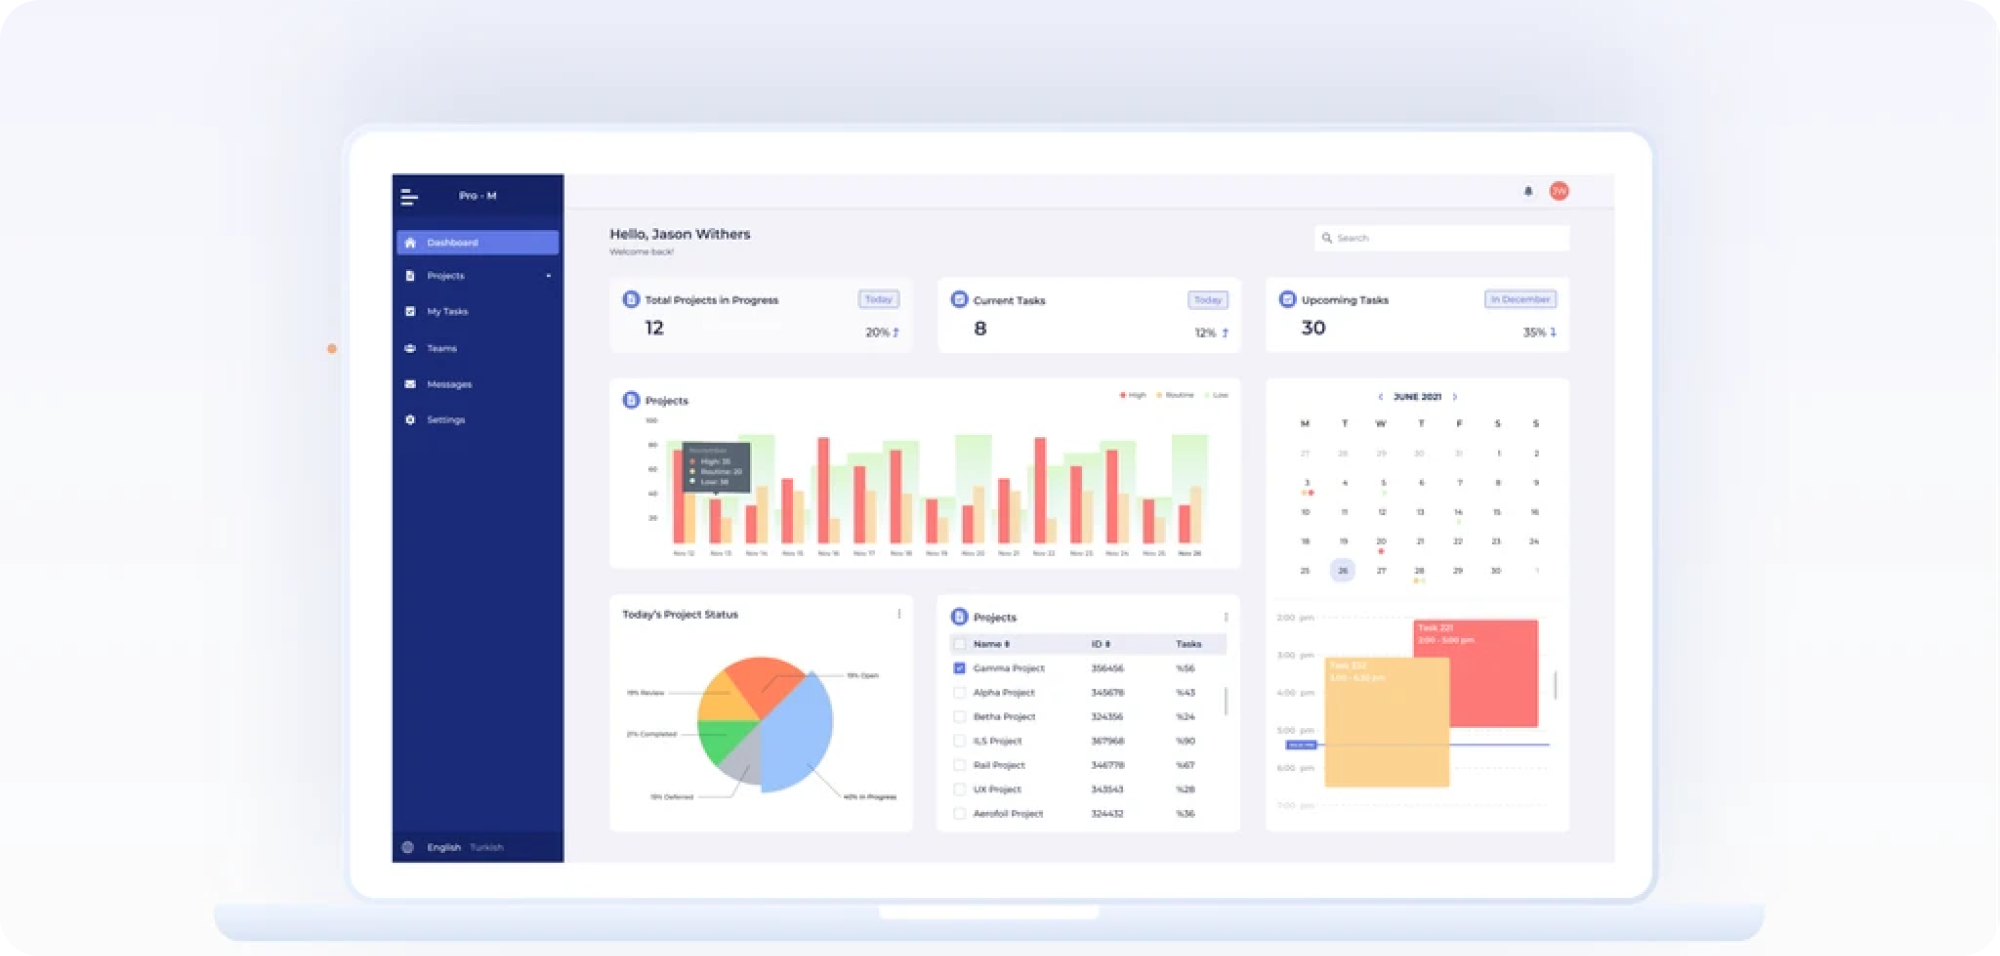 Pro - M
Dashboard
Projects
My Tasks
Teams
Messages
Settings
English Turkish
JW
Hello, Jason Withers
Welcome back!
Search
Total Projects in Progress Today
12 20%
Current Tasks Today
8 12%
Upcoming Tasks In December
30 35%
Projects High Routine Low
100
80
60
40
20
November
High: 35
Routine: 20
Low: 38
Nov 12 Nov 13 Nov 14 Nov 15 Nov 16 Nov 17 Nov 18 Nov 19 Nov 20 Nov 21 Nov 22 Nov 23 Nov 24 Nov 25 Nov 26
JUNE 2021
M T W T F S S
27 28 29 30 31 1 2
3 4 5 6 7 8 9
10 11 12 13 14 15 16
18 19 20 21 22 23 24
25 26 27 28 29 30 1
Today's Project Status
Open
Review
21% Completed
Deferred
40% In Progress
Projects
Name ID Tasks
Gamma Project 356456 %56
Alpha Project 345678 %43
Betha Project 324356 %24
ILS Project 367968 %90
Rail Project 346778 %67
UX Project 343543 %28
Aerofoil Project 324432 %36
2:00 pm
3:00 pm
4:00 pm
5:00 pm
6:00 pm
7:00 pm
Task 221
2:00 - 5:00 pm
Task 232
3:00 - 6:30 pm